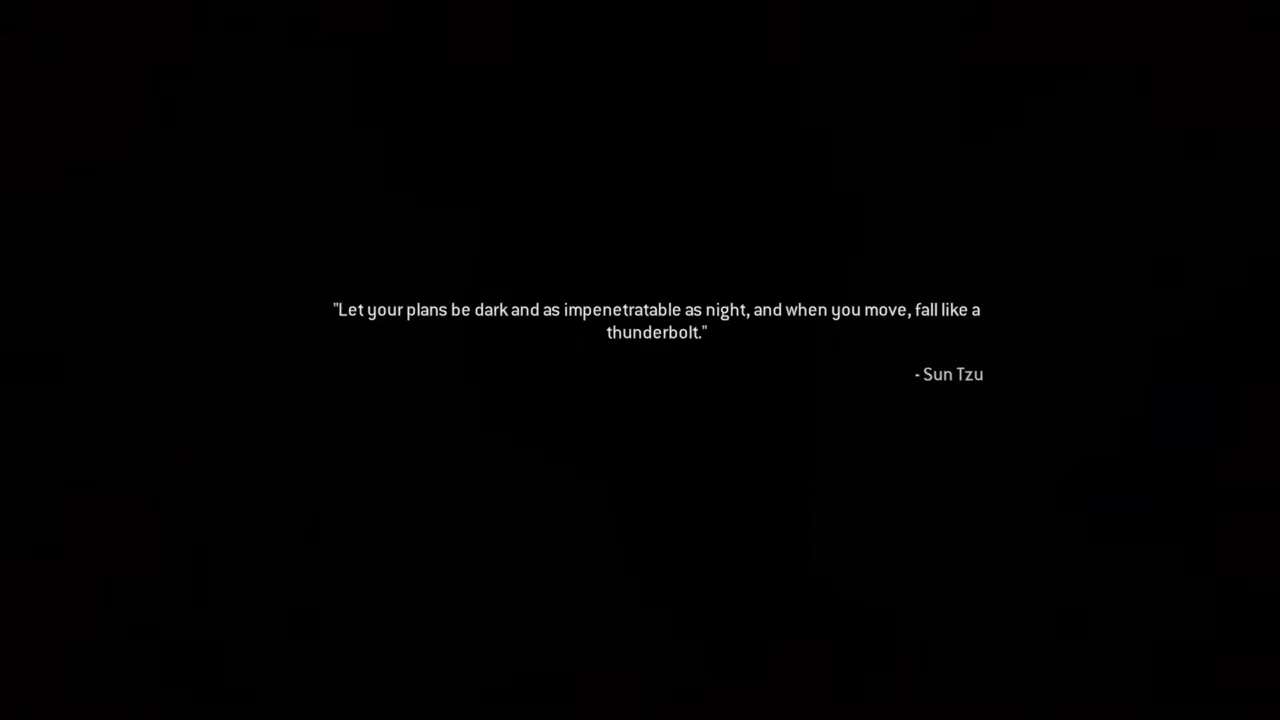 "Let your plans be dark and as impenetratable as night, and when you move, fall like a
thunderbolt."
- Sun Tzu